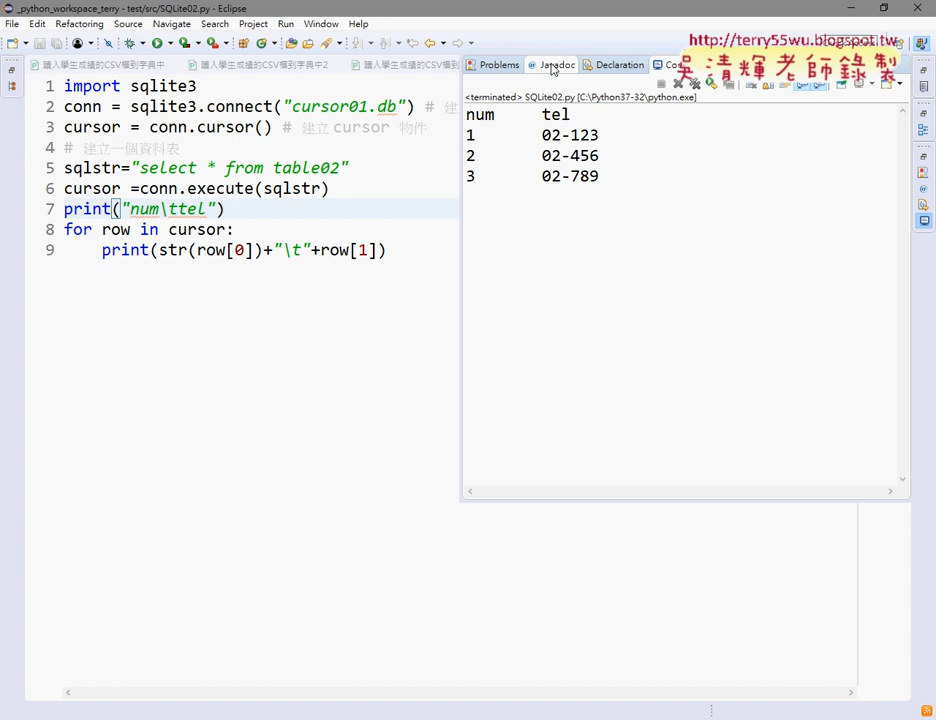 _python_workspace_terry - test/src/SQLite02.py - Eclipse
File Edit Refactoring Source Navigate Search Project Run Window Help
http://terry55wu.blogspot.tw
吳清輝老師錄製
讀入學生成績的CSV檔到字典中
讀入學生成績的CSV檔到字典中2
讀入學生成績的CSV檔
Problems
@ Javadoc
Declaration
<terminated> SQLite02.py [C:\Python37-32\python.exe]
1 import sqlite3
2 conn = sqlite3.connect("cursor01.db") # 建
3 cursor = conn.cursor() # 建立 cursor 物件
4 # 建立一個資料表
5 sqlstr="select * from table02"
6 cursor =conn.execute(sqlstr)
7 print("num\ttel")
8 for row in cursor:
9 print(str(row[0])+"\t"+row[1])
num tel
1 02-123
2 02-456
3 02-789